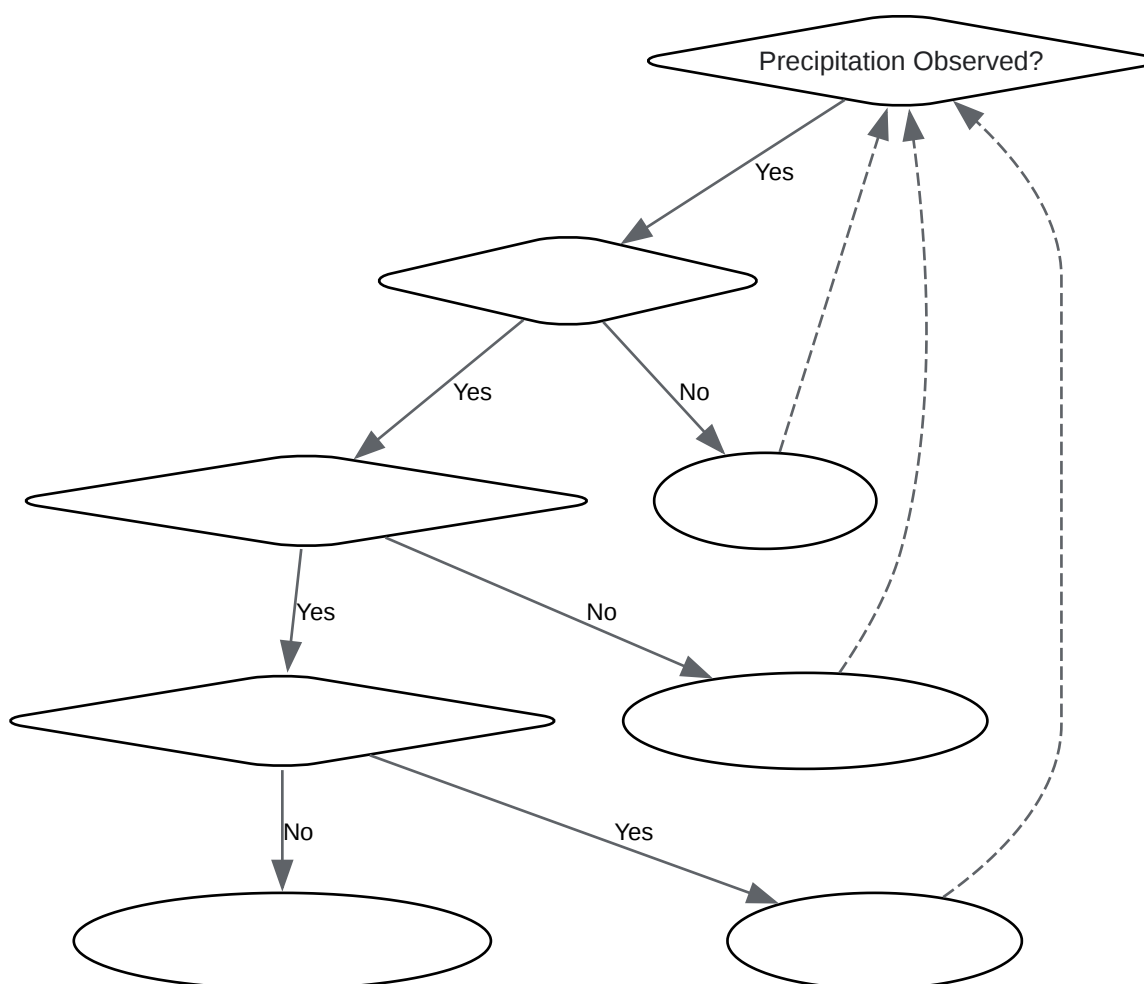 Precipitation Observed?
Yes
Yes
No
Yes
No
No
Yes